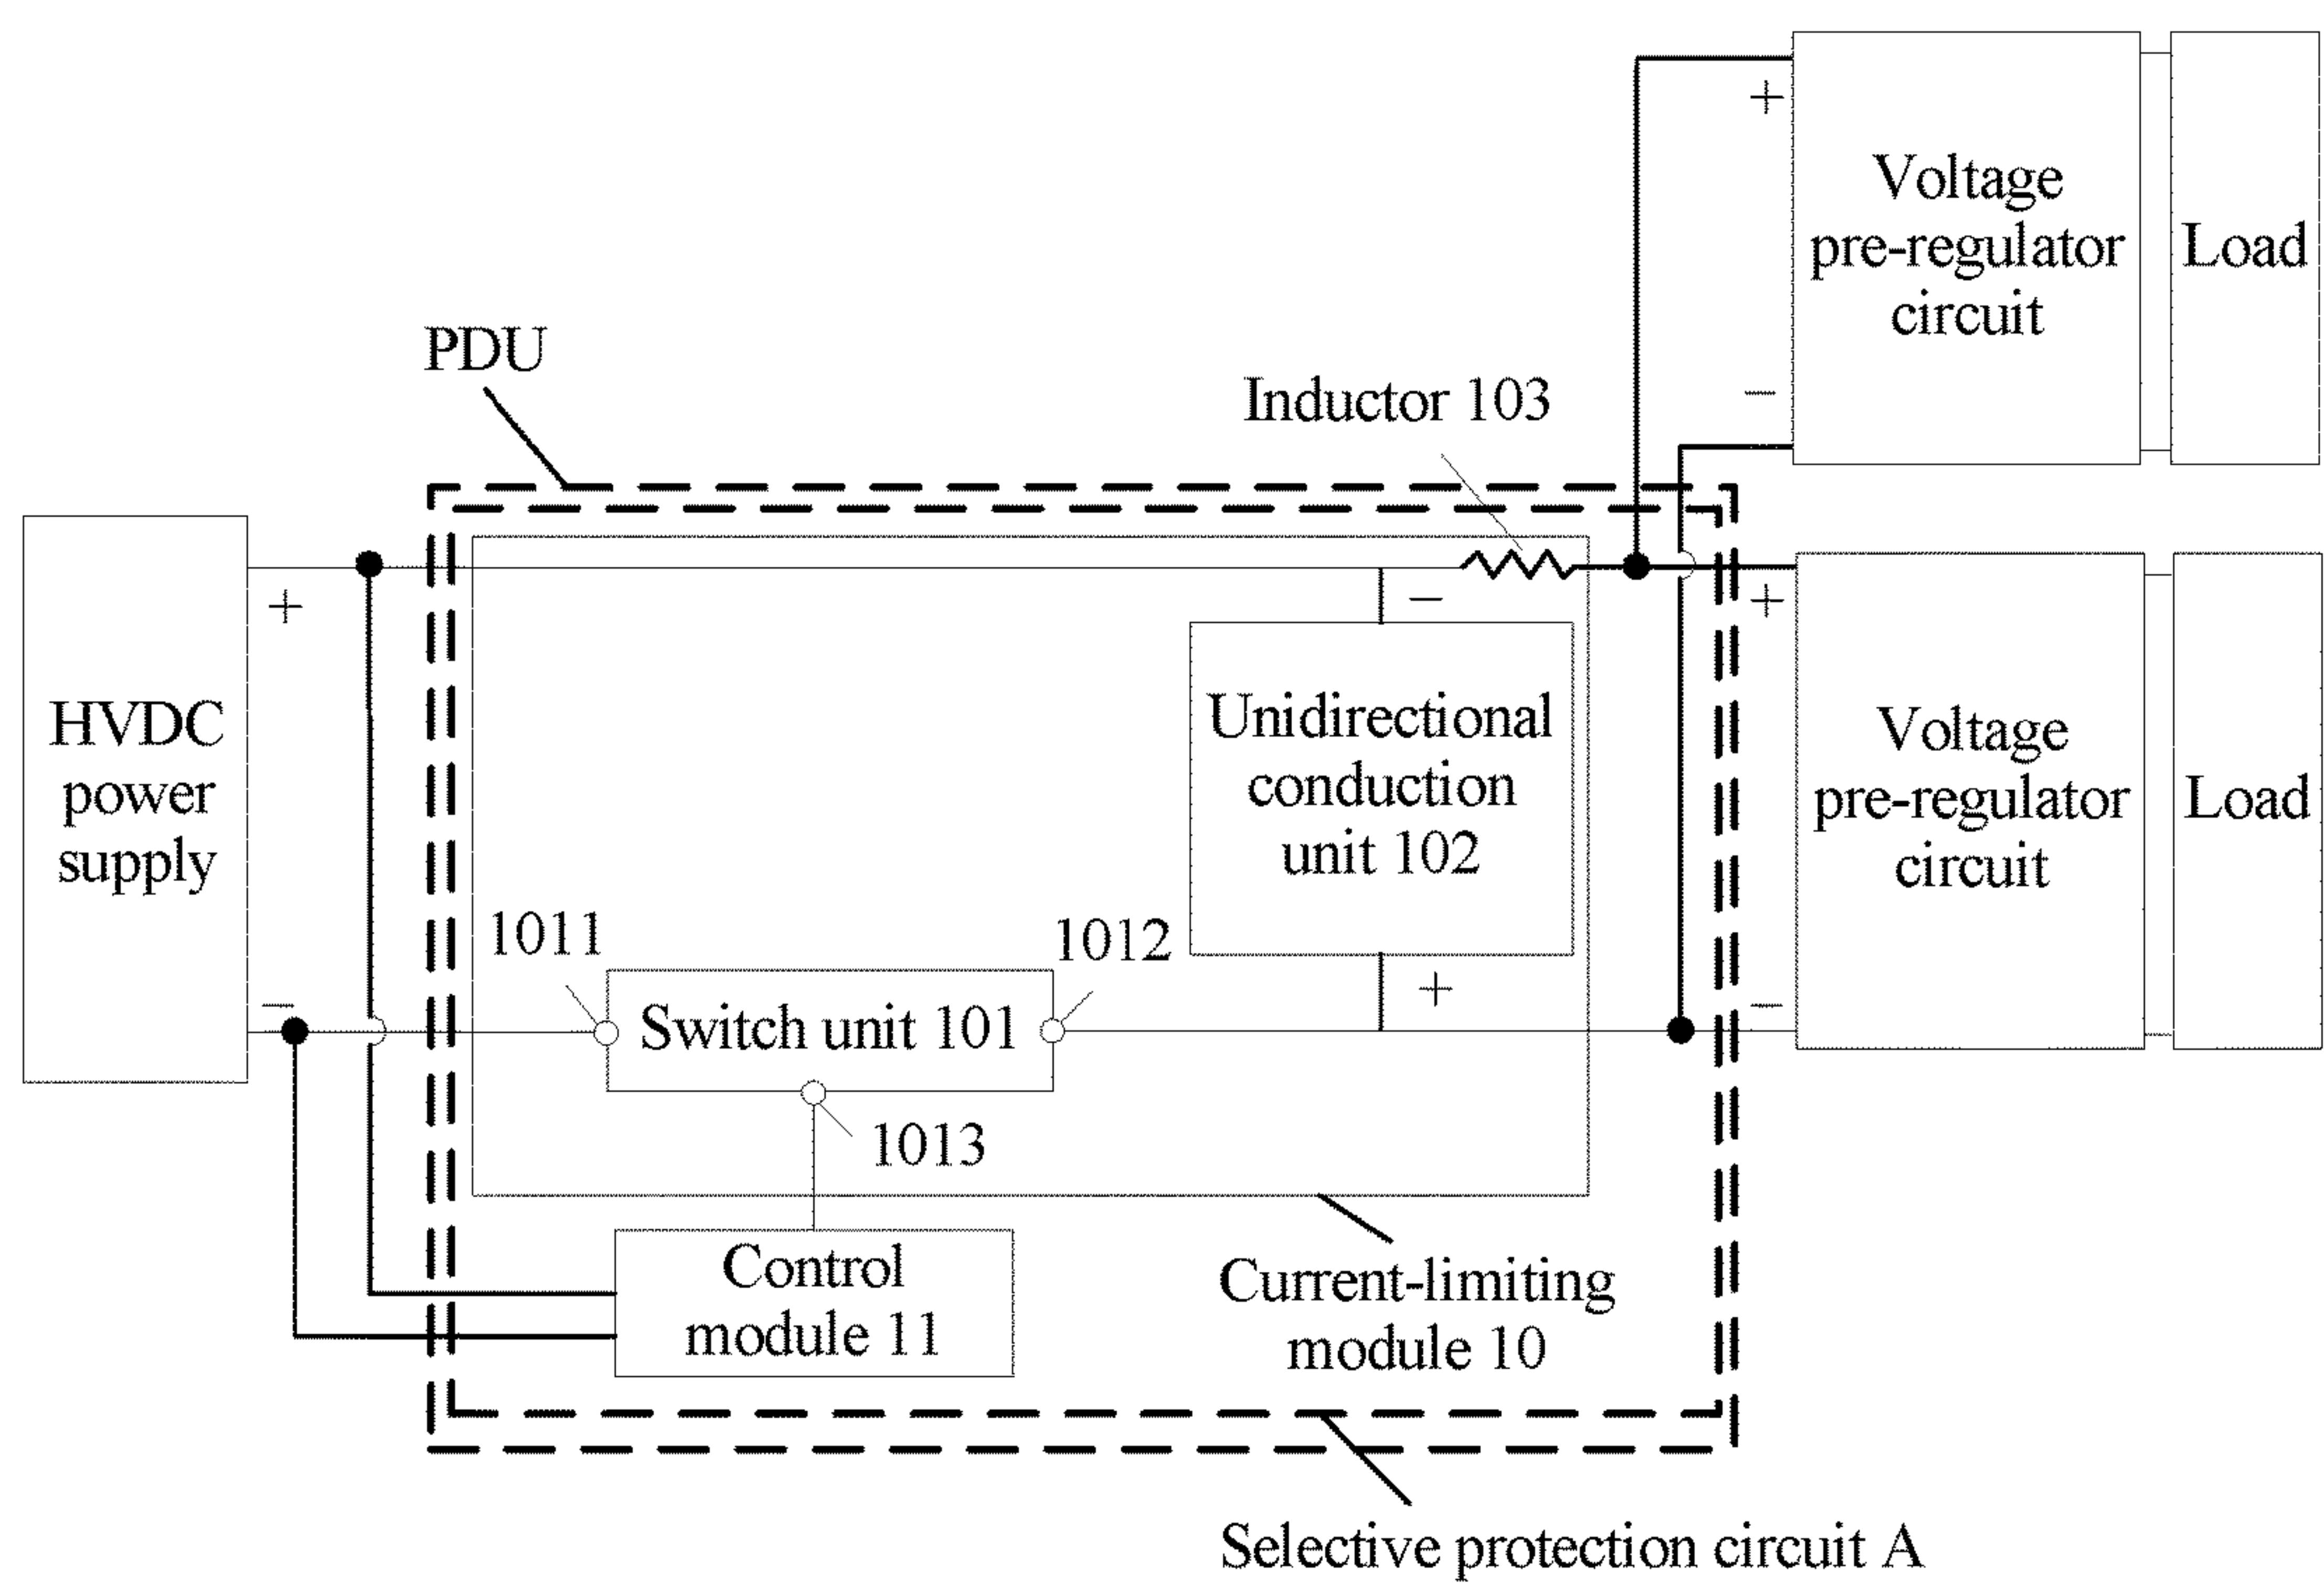 Voltage
pre-regulator
circuit
Load
+
−
PDU
Inductor 103
HVDC
power
supply
+
−
−
Unidirectional
conduction
unit 102
+
+
−
Voltage
pre-regulator
circuit
Load
1011
1012
Switch unit 101
1013
Control
module 11
Current-limiting
module 10
Selective protection circuit A